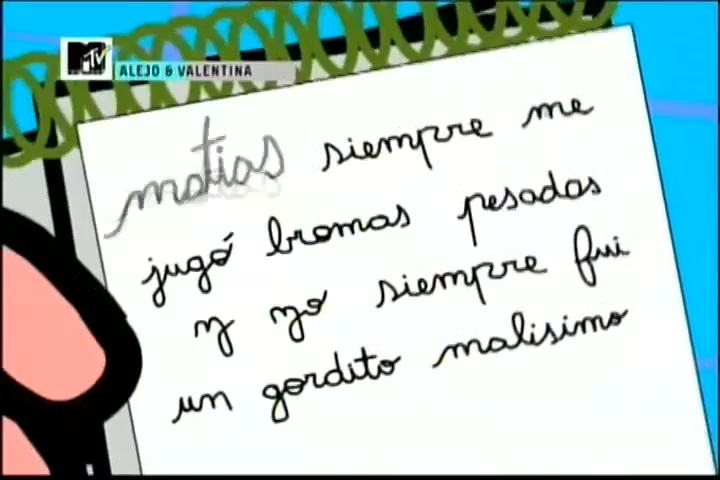 MTV
ALEJO & VALENTINA
matias siempre me
jugó bromas pesadas
y yo siempre fui
un gordito malisimo